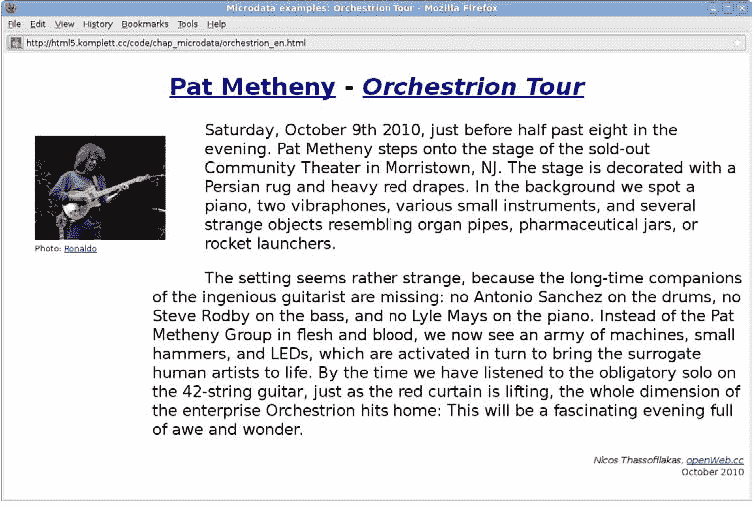 Microdata examples: Orchestrion Tour - Mozilla Firefox
File Edit View History Bookmarks Tools Help
http://html5.komplett.cc/code/chap_microdata/orchestrion_en.html
Pat Metheny - Orchestrion Tour
Saturday, October 9th 2010, just before half past eight in the
evening. Pat Metheny steps onto the stage of the sold-out
Community Theater in Morristown, NJ. The stage is decorated with a
Persian rug and heavy red drapes. In the background we spot a
piano, two vibraphones, various small instruments, and several
strange objects resembling organ pipes, pharmaceutical jars, or
rocket launchers.
Photo: Ronaldo
The setting seems rather strange, because the long-time companions
of the ingenious guitarist are missing: no Antonio Sanchez on the drums, no
Steve Rodby on the bass, and no Lyle Mays on the piano. Instead of the Pat
Metheny Group in flesh and blood, we now see an army of machines, small
hammers, and LEDs, which are activated in turn to bring the surrogate
human artists to life. By the time we have listened to the obligatory solo on
the 42-string guitar, just as the red curtain is lifting, the whole dimension of
the enterprise Orchestrion hits home: This will be a fascinating evening full
of awe and wonder.
Nicos Thassofilakas, openWeb.cc
October 2010